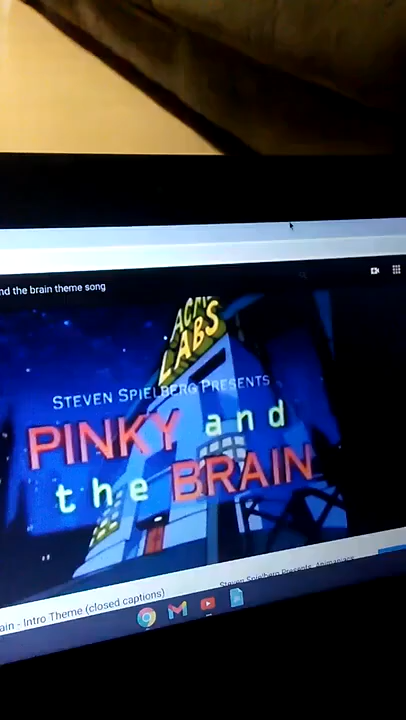 nd the brain theme song
ACME
LABS
STEVEN SPIELBERG PRESENTS
PINKY and
the BRAIN
ain - Intro Theme (closed captions)
Steven Spielberg Presents Animaniacs